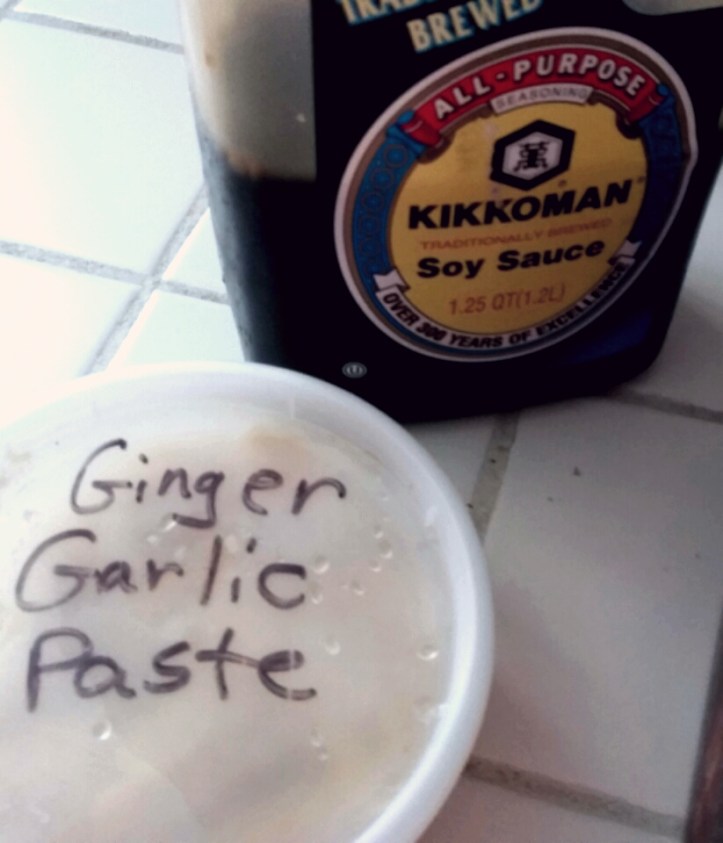 BREWED
ALL-PURPOSE
SEASONING
KIKKOMAN
TRADITIONALLY BREWED
Soy Sauce
1.25 QT(1.2L)
OVER 300 YEARS OF EXCELLENCE
U
Ginger
Garlic
Paste